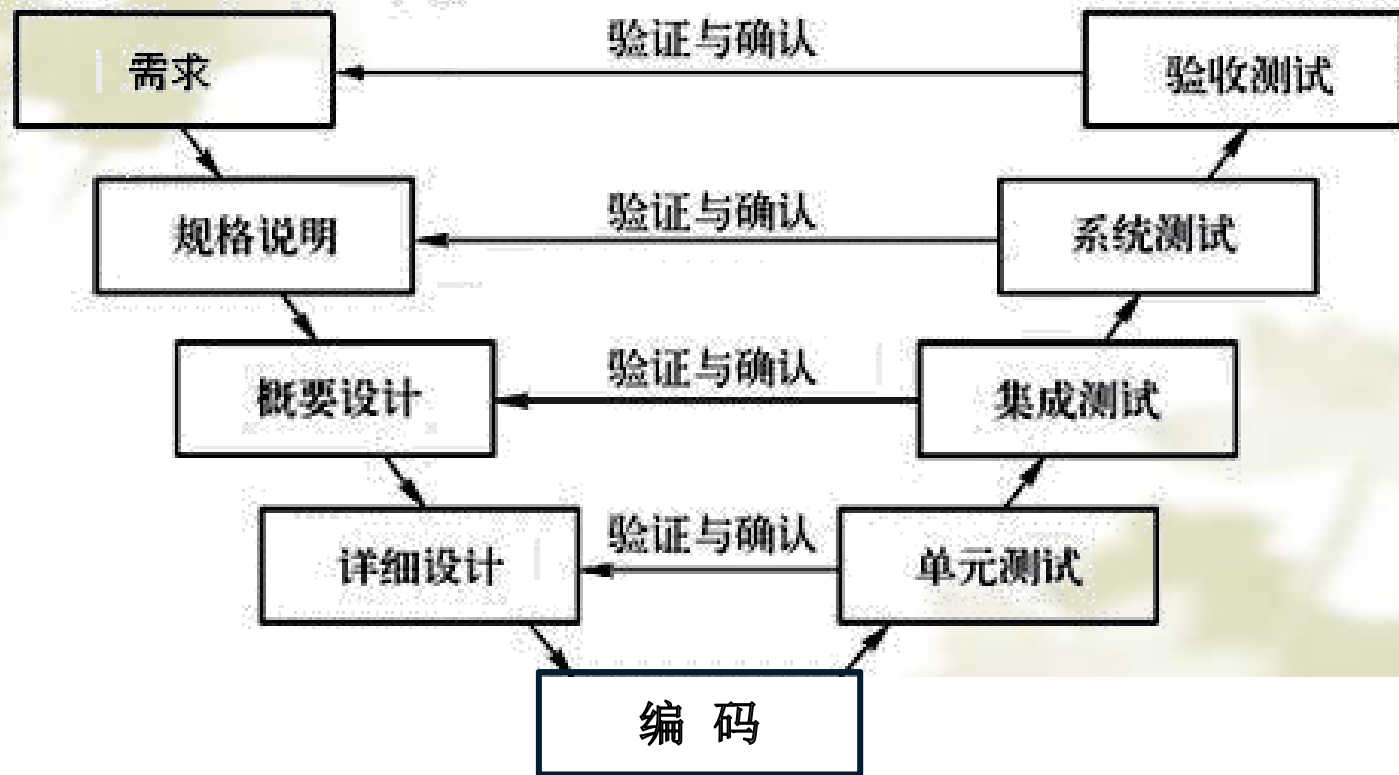 验证与确认
需求
验收测试
验证与确认
规格说明
系统测试
验证与确认
概要设计
集成测试
验证与确认
详细设计
单元测试
编 码